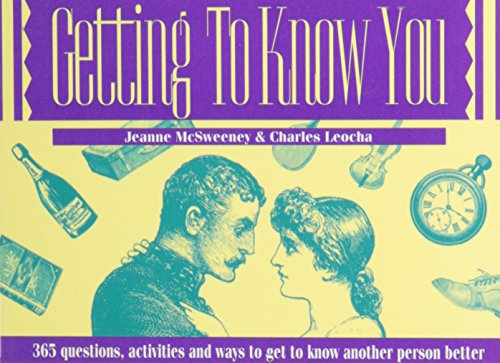 Getting To Know You
Jeanne McSweeney & Charles Leocha
365 questions, activities and ways to get to know another person better